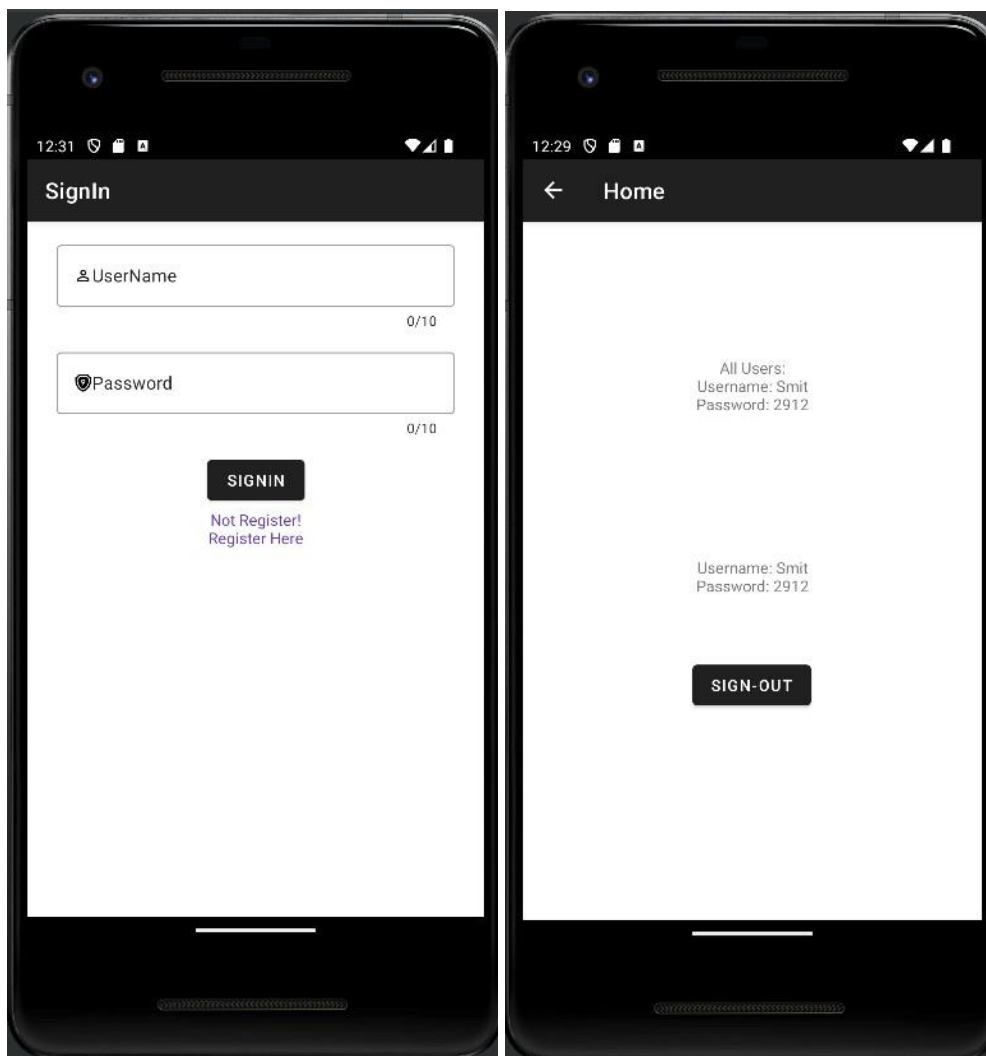 12:31
SignIn
UserName
0/10
Password
0/10
SIGNIN
Not Register!
Register Here
12:29
Home
All Users:
Username: Smit
Password: 2912
Username: Smit
Password: 2912
SIGN-OUT